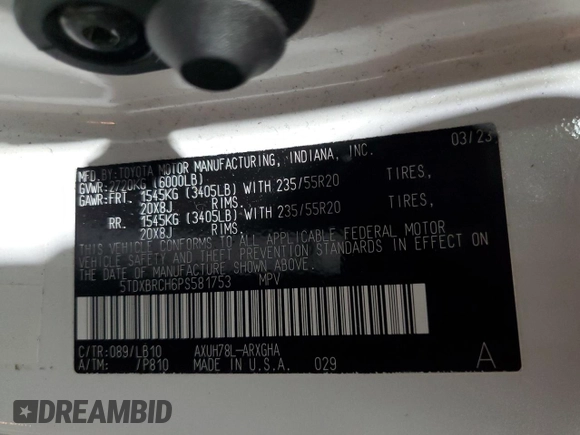 03/23
MFD.BY:TOYOTA MOTOR MANUFACTURING, INDIANA, INC.
GVWR:2720KG (6000LB)
GAWR:FRT. 1545KG (3405LB) WITH 235/55R20 TIRES,
20X8J RIMS.
RR. 1545KG (3405LB) WITH 235/55R20 TIRES,
20X8J RIMS.
THIS VEHICLE CONFORMS TO ALL APPLICABLE FEDERAL MOTOR
VEHICLE SAFETY AND THEFT PREVENTION STANDARDS IN EFFECT ON
THE DATE OF MANUFACTURE SHOWN ABOVE.
5TDXBRCH6PS581753 MPV
C/TR:089/LB10 AXUH78L-ARXGHA
A/TM: /P810 MADE IN U.S.A. 029 A
DREAMBID